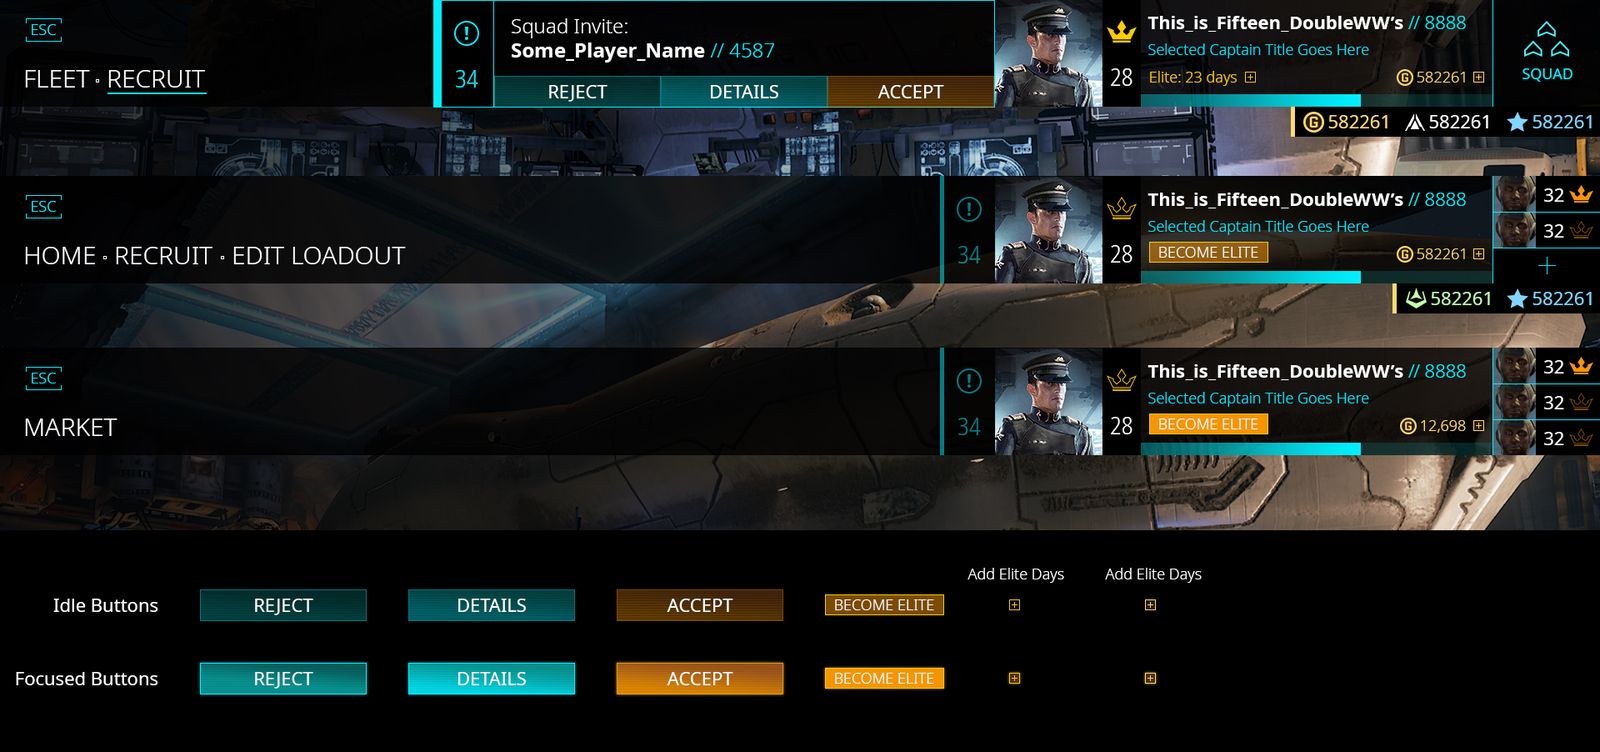 ESC
FLEET • RECRUIT
34
Squad Invite:
Some_Player_Name // 4587
REJECT
DETAILS
ACCEPT
28
This_is_Fifteen_DoubleWW's // 8888
Selected Captain Title Goes Here
Elite: 23 days
G 582261
SQUAD
G 582261
582261
582261
ESC
HOME • RECRUIT • EDIT LOADOUT
34
28
This_is_Fifteen_DoubleWW's // 8888
Selected Captain Title Goes Here
BECOME ELITE
G 582261
32
32
582261
582261
ESC
MARKET
34
28
This_is_Fifteen_DoubleWW's // 8888
Selected Captain Title Goes Here
BECOME ELITE
G 12,698
32
32
32
Add Elite Days
Add Elite Days
Idle Buttons
REJECT
DETAILS
ACCEPT
BECOME ELITE
Focused Buttons
REJECT
DETAILS
ACCEPT
BECOME ELITE